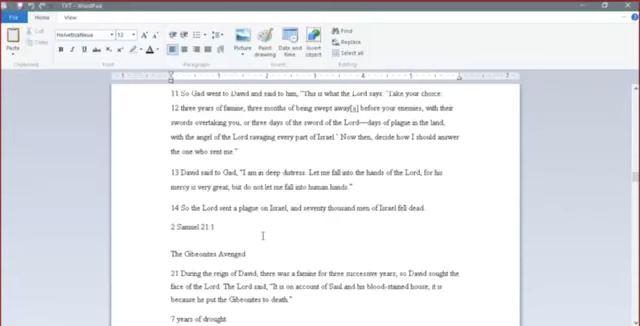 TXT - WordPad
File
Home
View
Cut
Copy
Paste
HelveticaNeue
12
Picture
Paint drawing
Date and time
Insert object
Find
Replace
Select all
Clipboard
Font
Paragraph
Insert
Editing
11 So Gad went to David and said to him, "This is what the Lord says: 'Take your choice:
12 three years of famine, three months of being swept away[a] before your enemies, with their
swords overtaking you, or three days of the sword of the Lord—days of plague in the land,
with the angel of the Lord ravaging every part of Israel.' Now then, decide how I should answer
the one who sent me."
13 David said to Gad, "I am in deep distress. Let me fall into the hands of the Lord, for his
mercy is very great; but do not let me fall into human hands."
14 So the Lord sent a plague on Israel, and seventy thousand men of Israel fell dead.
2 Samuel 21:1
The Gibeonites Avenged
21 During the reign of David, there was a famine for three successive years; so David sought the
face of the Lord. The Lord said, "It is on account of Saul and his blood-stained house; it is
because he put the Gibeonites to death."
7 years of drought.